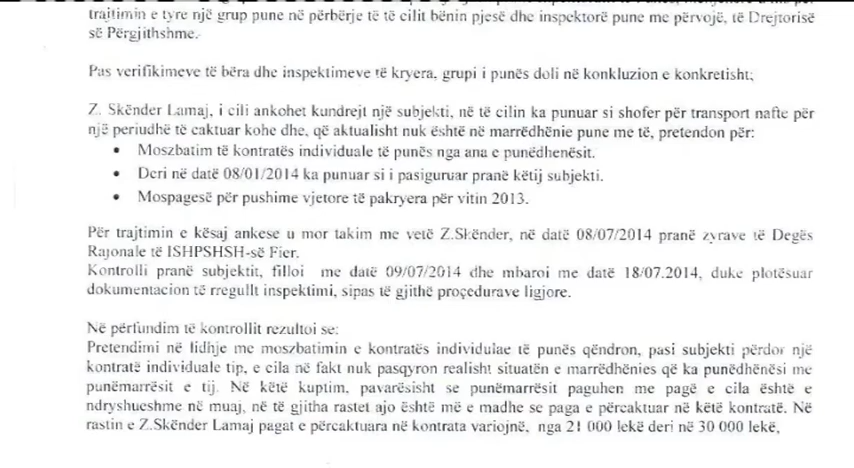 trajtimin e tyre një grup pune në përbërje të të cilit bënin pjesë dhe inspektorë pune me përvojë, të Drejtorisë
së Përgjithshme.
Pas verifikimeve të bëra dhe inspektimeve të kryera, grupi i punës doli në konkluzion e konkretisht;
Z. Skënder Lamaj, i cili ankohet kundrejt një subjekti, në të cilin ka punuar si shofer për transport nafte për
një periudhë të caktuar kohe dhe, që aktualisht nuk është në marrëdhënie pune me të, pretendon për:
• Moszbatim të kontratës individuale të punës nga ana e punëdhenësit.
• Deri në datë 08/01/2014 ka punuar si i pasiguruar pranë këtij subjekti.
• Mospagesë për pushime vjetore të pakryera për vitin 2013.
Për trajtimin e kësaj ankese u mor takim me vetë Z.Skënder, në datë 08/07/2014 pranë zyrave të Degës
Rajonale të ISHPSHSH-së Fier.
Kontrolli pranë subjektit, filloi me datë 09/07/2014 dhe mbaroi me datë 18/07.2014, duke plotësuar
dokumentacion të rregullt inspektimi, sipas të gjithë proçedurave ligjore.
Në përfundim të kontrollit rezultoi se:
Pretendimi në lidhje me moszbatimin e kontratës individulae të punës qëndron, pasi subjekti përdor një
kontratë individuale tip, e cila në fakt nuk pasqyron realisht situatën e marrëdhënies që ka punëdhënësi me
punëmarrësit e tij. Në këtë kuptim, pavarësisht se punëmarrësit paguhen me pagë e cila është e
ndryshueshme në muaj, në të gjitha rastet ajo është më e madhe se paga e përcaktuar në këtë kontratë. Në
rastin e Z.Skënder Lamaj pagat e përcaktuara në kontrata variojnë, nga 21 000 lekë deri në 30 000 lekë,